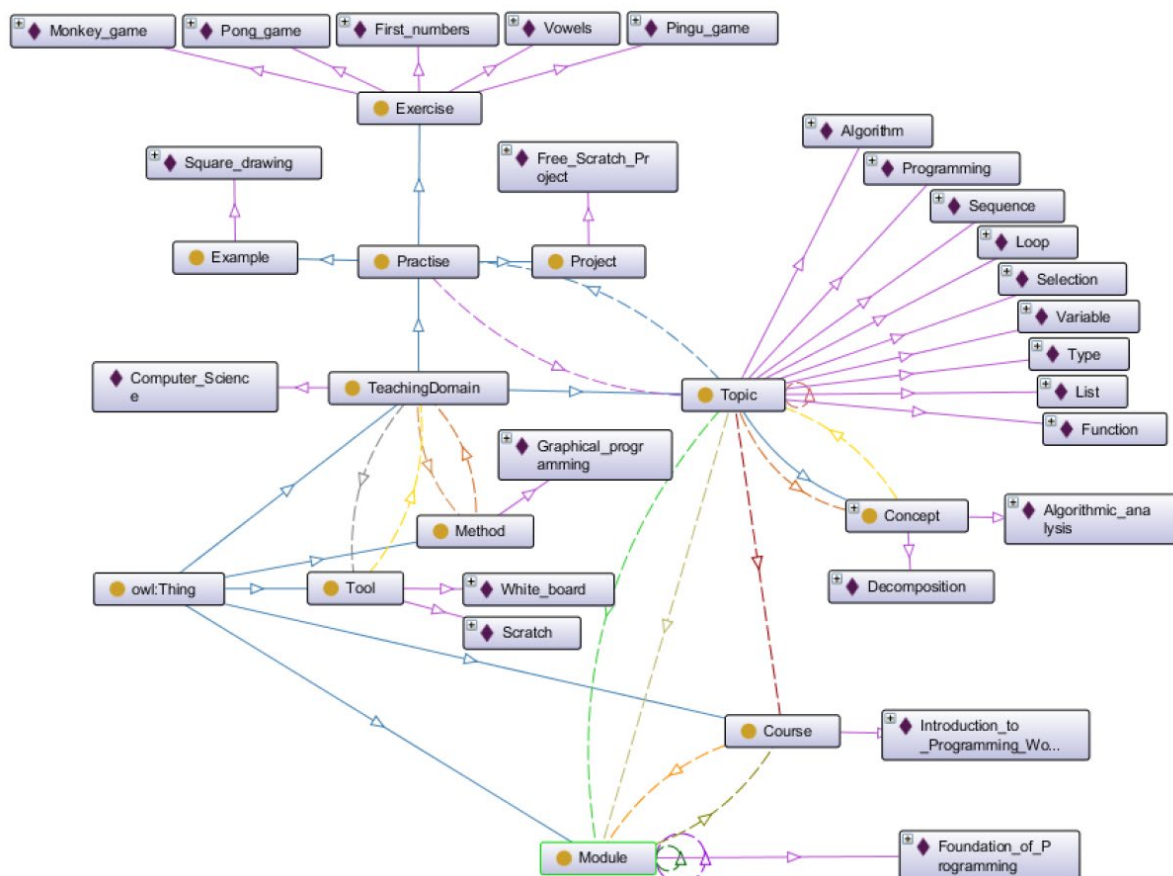 Monkey_game
Pong_game
First_numbers
Vowels
Pingu_game
Exercise
Algorithm
Square_drawing
Free_Scratch_Pr
oject
Programming
Sequence
Loop
Example
Practise
Project
Selection
Variable
Type
Computer_Scienc
e
TeachingDomain
Topic
List
Function
Graphical_progr
amming
Method
Concept
Algorithmic_ana
lysis
owl:Thing
Tool
White_board
Decomposition
Scratch
Course
Introduction_to
_Programming_Wo...
Module
Foundation_of_P
rogramming